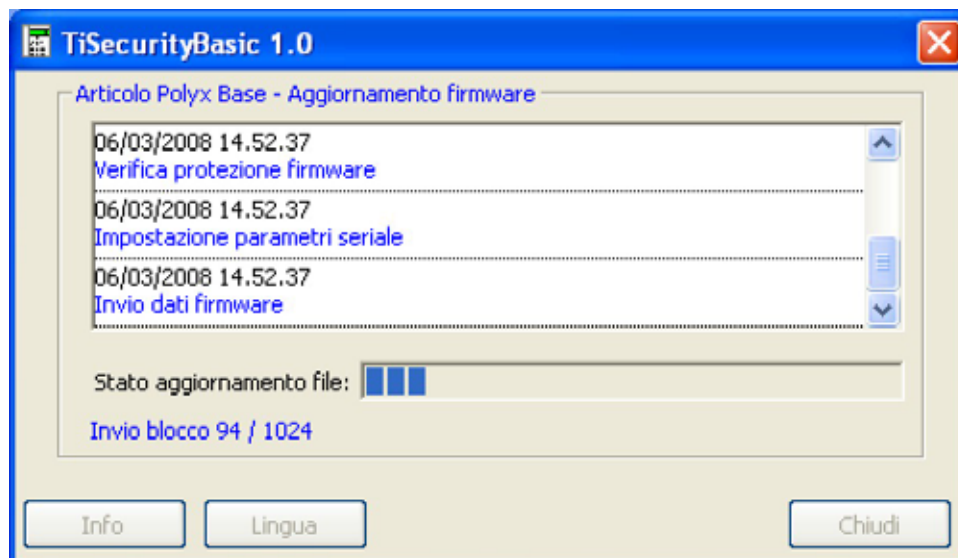 TiSecurityBasic 1.0
Articolo Polyx Base - Aggiornamento firmware
06/03/2008 14.52.37
Verifica protezione firmware
06/03/2008 14.52.37
Impostazione parametri seriale
06/03/2008 14.52.37
Invio dati firmware
Stato aggiornamento file:
Invio blocco 94 / 1024
Info Lingua Chiudi